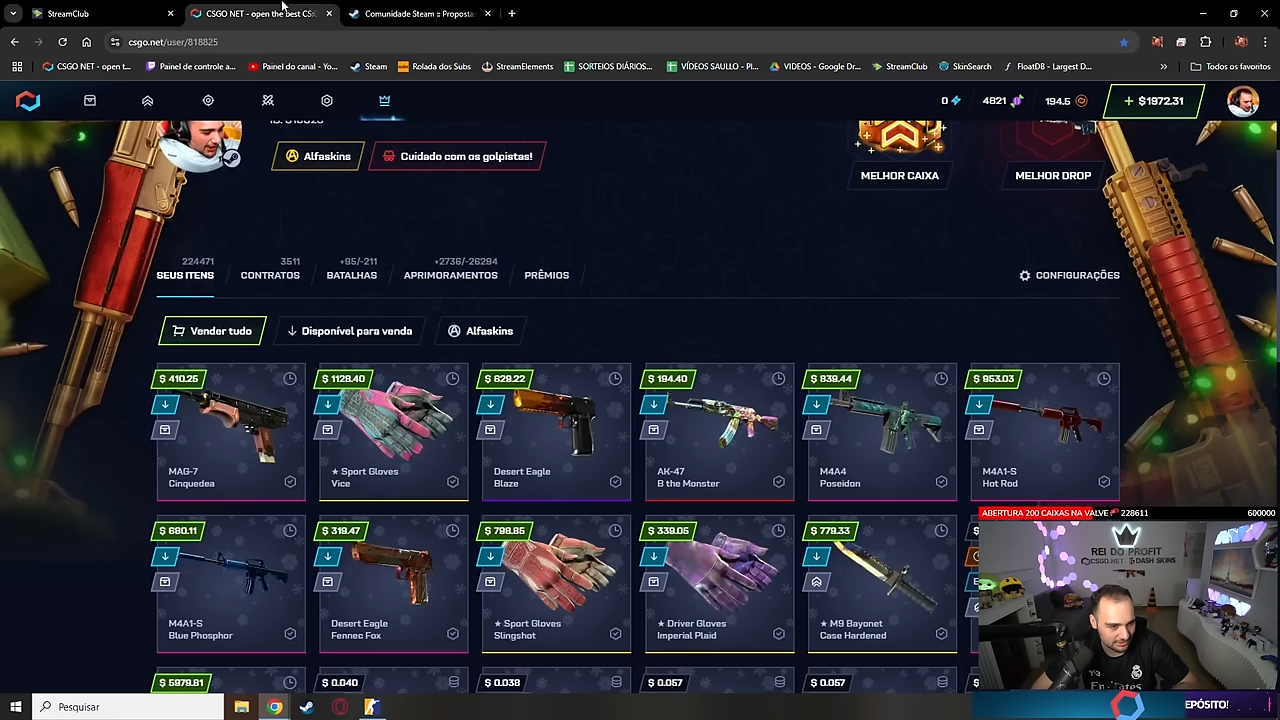 StreamClub
CSGO NET - open the best CS:G
Comunidade Steam :: Proposta
csgo.net/user/818825
CSGO NET - open t...
Painel de controle a...
Painel do canal - Yo...
Steam
Rolada dos Subs
StreamElements
SORTEIOS DIÁRIOS...
VÍDEOS SAULLO - Pl...
VIDEOS - Google Dr...
StreamClub
SkinSearch
FloatDB - Largest D...
Todos os favoritos
0
4821
194.5
+ $1972.31
Alfaskins
Cuidado com os golpistas!
MELHOR CAIXA
MELHOR DROP
224471
SEUS ITENS
3511
CONTRATOS
+95/-211
BATALHAS
+2736/-26294
APRIMORAMENTOS
PRÊMIOS
CONFIGURAÇÕES
Vender tudo
Disponível para venda
Alfaskins
$ 410.25
MAG-7
Cinquedea
$ 1128.40
★ Sport Gloves
Vice
$ 629.22
Desert Eagle
Blaze
$ 194.40
AK-47
B the Monster
$ 839.44
M4A4
Poseidon
$ 953.03
M4A1-S
Hot Rod
$ 680.11
M4A1-S
Blue Phosphor
$ 319.47
Desert Eagle
Fennec Fox
$ 798.85
★ Sport Gloves
Slingshot
$ 339.05
★ Driver Gloves
Imperial Plaid
$ 779.33
★ M9 Bayonet
Case Hardened
$ 5979.81
$ 0.040
$ 0.038
$ 0.057
$ 0.057
ABERTURA 200 CAIXAS NA VALVE 228611
600000
REI DO PROFIT
CSGO.NET DASH SKINS
Emirates
EPÓSITO!
Pesquisar